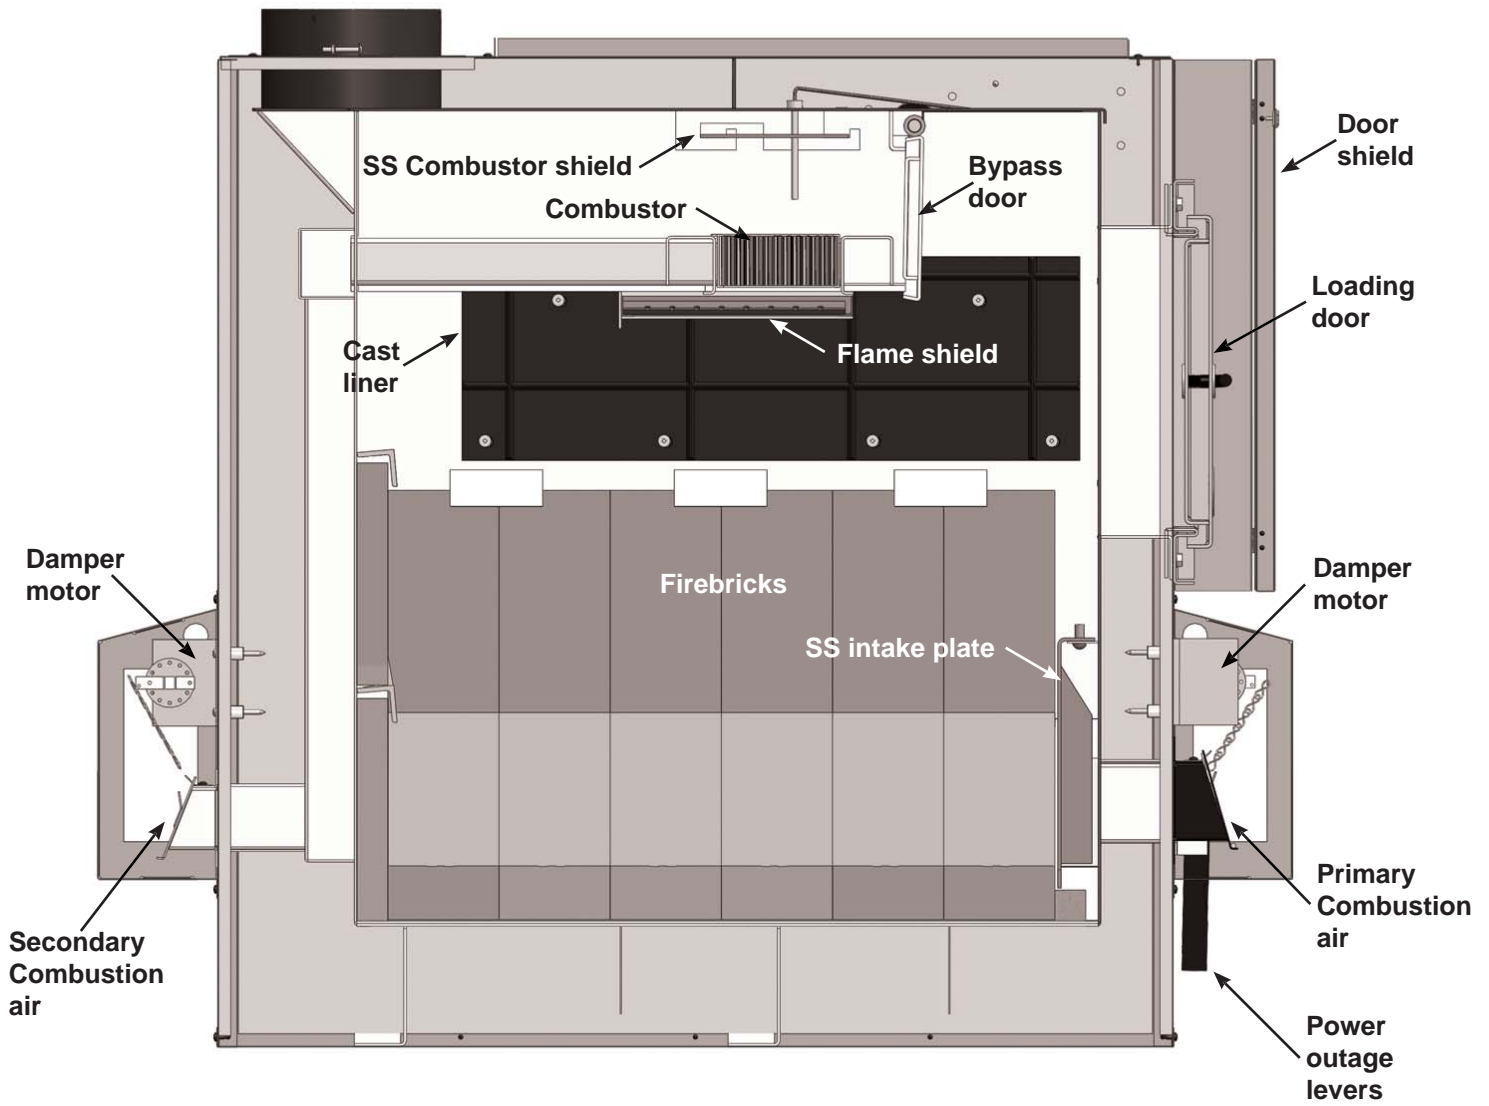 Door
shield
SS Combustor shield
Bypass
door
Combustor
Loading
door
Cast
liner
Flame shield
Damper
motor
Firebricks
Damper
motor
SS intake plate
Primary
Combustion
air
Secondary
Combustion
air
Power
outage
levers